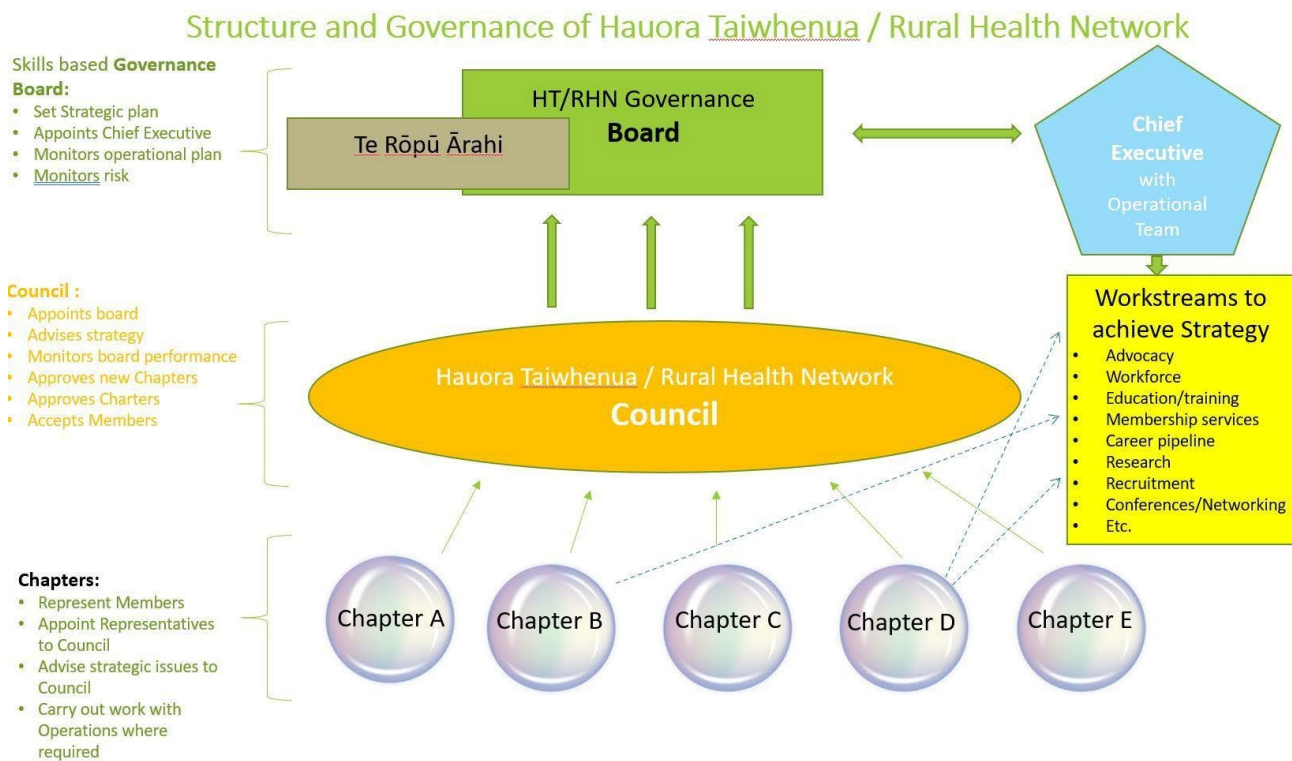 Structure and Governance of Hauora Taiwhenua / Rural Health Network
Skills based Governance
Board:
• Set Strategic plan
• Appoints Chief Executive
• Monitors operational plan
• Monitors risk
HT/RHN Governance
Board
Te Rōpū Ārahi
Chief
Executive
with
Operational
Team
Council :
• Appoints board
• Advises strategy
• Monitors board performance
• Approves new Chapters
• Approves Charters
• Accepts Members
Hauora Taiwhenua / Rural Health Network
Council
Workstreams to
achieve Strategy
• Advocacy
• Workforce
• Education/training
• Membership services
• Career pipeline
• Research
• Recruitment
• Conferences/Networking
• Etc.
Chapters:
• Represent Members
• Appoint Representatives
to Council
• Advise strategic issues to
Council
• Carry out work with
Operations where
required
Chapter A
Chapter B
Chapter C
Chapter D
Chapter E